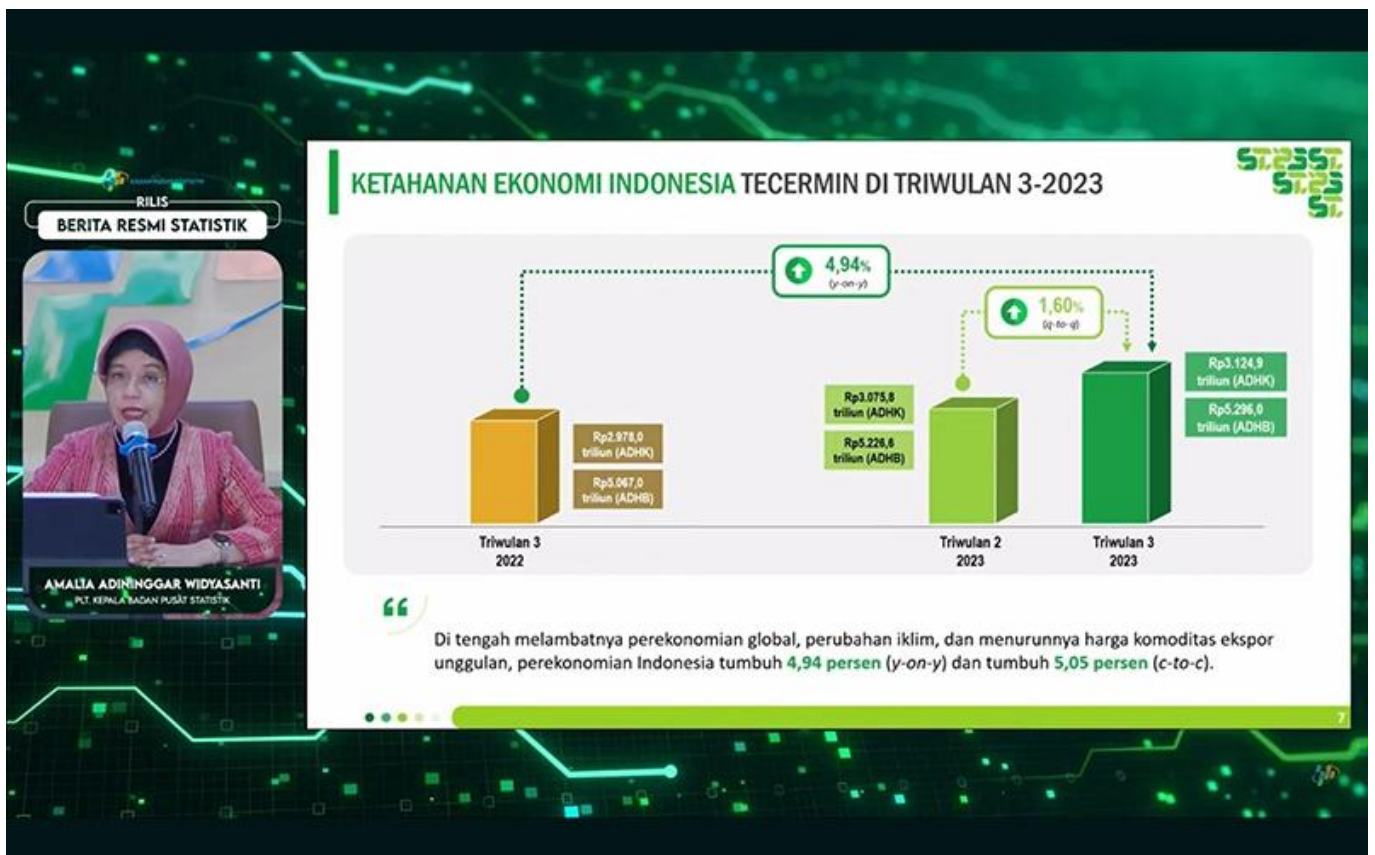 RILIS
BERITA RESMI STATISTIK
AMALIA ADININGGAR WIDYASANTI
PLT. KEPALA BADAN PUSAT STATISTIK
KETAHANAN EKONOMI INDONESIA TECERMIN DI TRIWULAN 3-2023
4,94%
(y-on-y)
1,60%
(q-to-q)
Rp2.978,0
triliun (ADHK)
Rp5.067,0
triliun (ADHB)
Triwulan 3
2022
Rp3.075,8
triliun (ADHK)
Rp5.226,6
triliun (ADHB)
Triwulan 2
2023
Rp3.124,9
triliun (ADHK)
Rp5.296,0
triliun (ADHB)
Triwulan 3
2023
“
Di tengah melambatnya perekonomian global, perubahan iklim, dan menurunnya harga komoditas ekspor
unggulan, perekonomian Indonesia tumbuh 4,94 persen (y-on-y) dan tumbuh 5,05 persen (c-to-c).
7